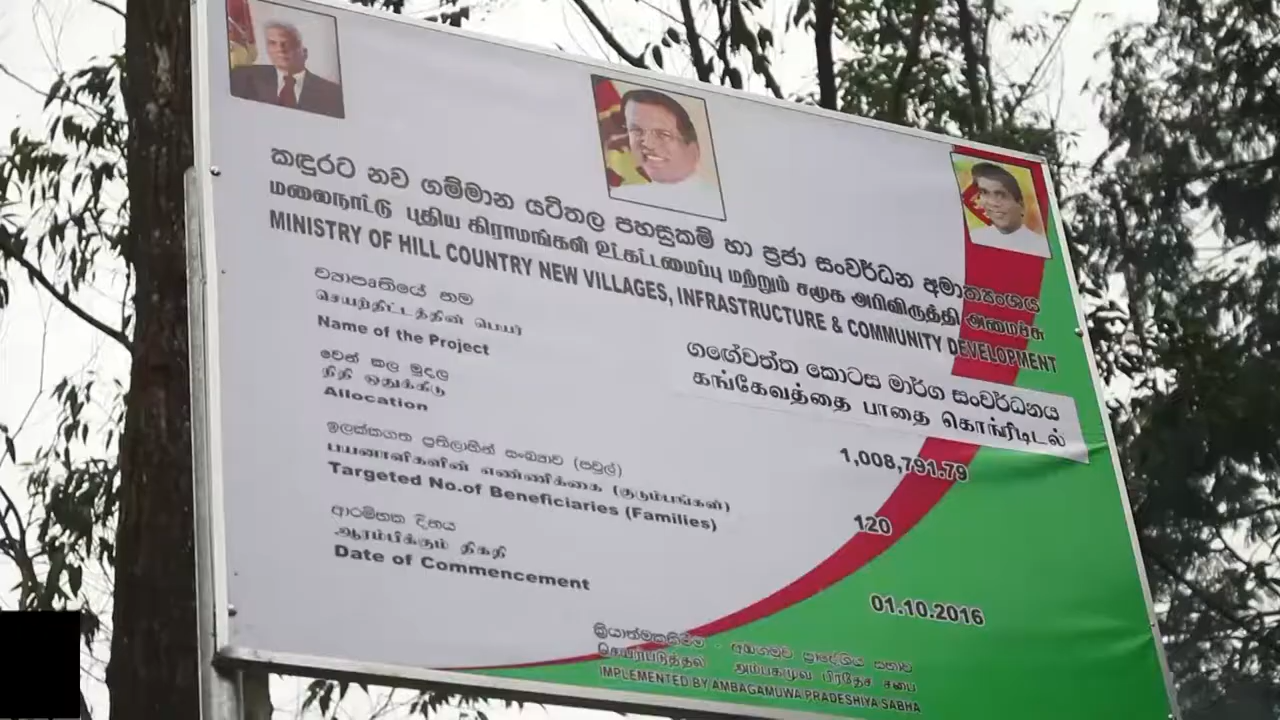 කඳුරට නව ගම්මාන යටිතල පහසුකම් හා ප්‍රජා සංවර්ධන අමාත්‍යංශය
மலைநாட்டு புதிய கிராமங்கள் உட்கட்டமைப்பு மற்றும் சமூக அபிவிருத்தி அமைச்சு
MINISTRY OF HILL COUNTRY NEW VILLAGES, INFRASTRUCTURE & COMMUNITY DEVELOPMENT
ව්‍යාපෘතියේ නම
செயற்திட்டத்தின் பெயர்
Name of the Project
ගඟේවත්ත කොටස මාර්ග සංවර්ධනය
கங்கேவத்தை பாதை கொங்ரீடிடல்
වෙන් කල මුදල
நிதி ஒதுக்கீடு
Allocation
1,008,791.79
ඉලක්කගත ප්‍රතිලාභීන් සංඛ්‍යාව (පවුල්)
பயனாளிகளின் எண்ணிக்கை (குடும்பங்கள்)
Targeted No.of Beneficiaries (Families)
120
ආරම්භක දිනය
ஆரம்பிக்கும் திகதி
Date of Commencement
01.10.2016
ක්‍රියාත්මකකිරීම - අඹගමුව ප්‍රාදේශීය සභාව
செயற்படுத்தல் - அம்பகமுவ பிரதேச சபை
IMPLEMENTED BY AMBAGAMUWA PRADESHIYA SABHA